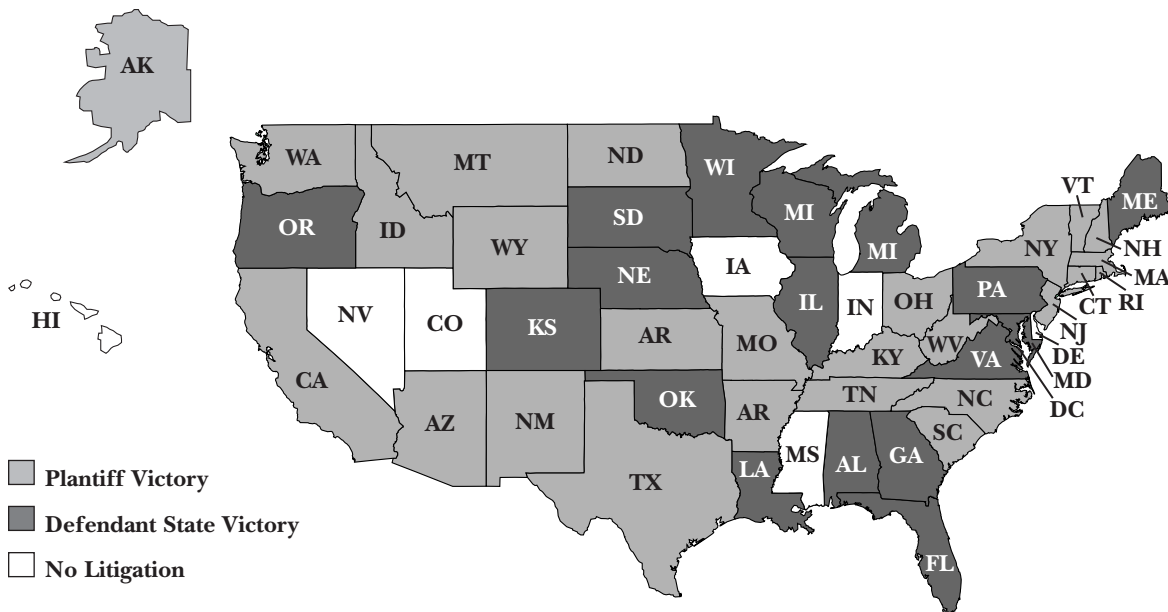 AK
WA
MT
ND
WI
VT
ME
OR
ID
WY
SD
MI
MI
NY
NH
MA
HI
NV
CO
NE
IA
IL
IN
OH
PA
CT
RI
NJ
KS
AR
MO
KY
WV
VA
DE
MD
DC
CA
AZ
NM
OK
AR
TN
NC
SC
TX
LA
MS
AL
GA
FL
Plantiff Victory
Defendant State Victory
No Litigation